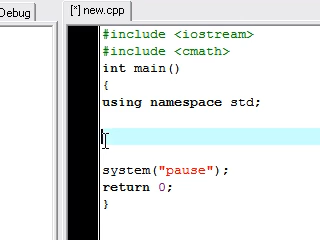 Debug
[*] new.cpp
#include <iostream>
#include <cmath>
int main()
{
using namespace std;
system("pause");
return 0;
}